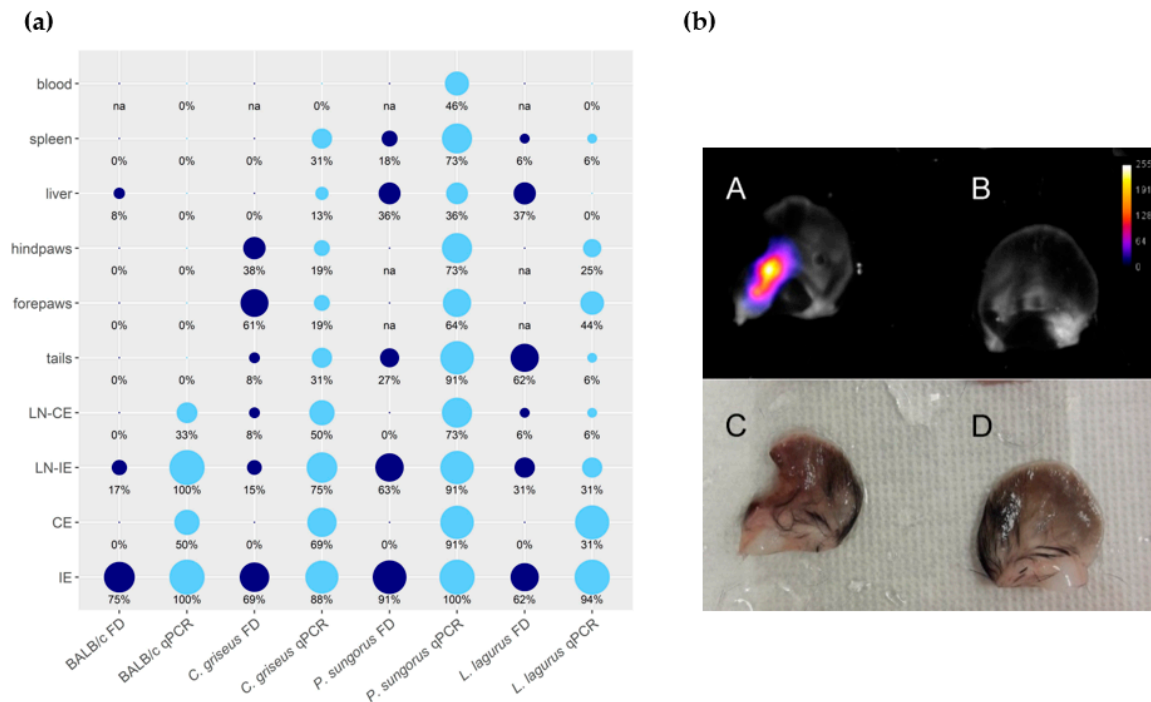 (a)
(b)
blood
na 0% na 0% na 46% na 0%
spleen
0% 0% 0% 31% 18% 73% 6% 6%
liver
8% 0% 0% 13% 36% 36% 37% 0%
hindpaws
0% 0% 38% 19% na 73% na 25%
forepaws
0% 0% 61% 19% na 64% na 44%
tails
0% 0% 8% 31% 27% 91% 62% 6%
LN-CE
0% 33% 8% 50% 0% 73% 6% 6%
LN-IE
17% 100% 15% 75% 63% 91% 31% 31%
CE
0% 50% 0% 69% 0% 91% 0% 31%
IE
75% 100% 69% 88% 91% 100% 62% 94%
BALB/c FD
BALB/c qPCR
C. griseus FD
C. griseus qPCR
P. sungorus FD
P. sungorus qPCR
L. lagurus FD
L. lagurus qPCR
A
B
255
191
128
64
0
C
D